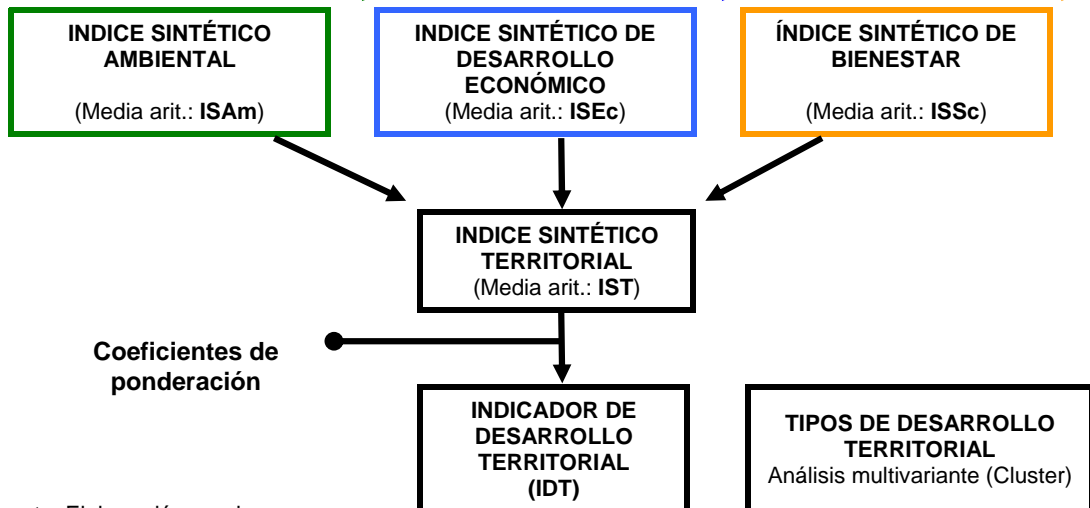 INDICE SINTÉTICO
AMBIENTAL
(Media arit.: ISAm)
INDICE SINTÉTICO DE
DESARROLLO
ECONÓMICO
(Media arit.: ISEc)
ÍNDICE SINTÉTICO DE
BIENESTAR
(Media arit.: ISSc)
INDICE SINTÉTICO
TERRITORIAL
(Media arit.: IST)
Coeficientes de
ponderación
INDICADOR DE
DESARROLLO
TERRITORIAL
(IDT)
TIPOS DE DESARROLLO
TERRITORIAL
Análisis multivariante (Cluster)